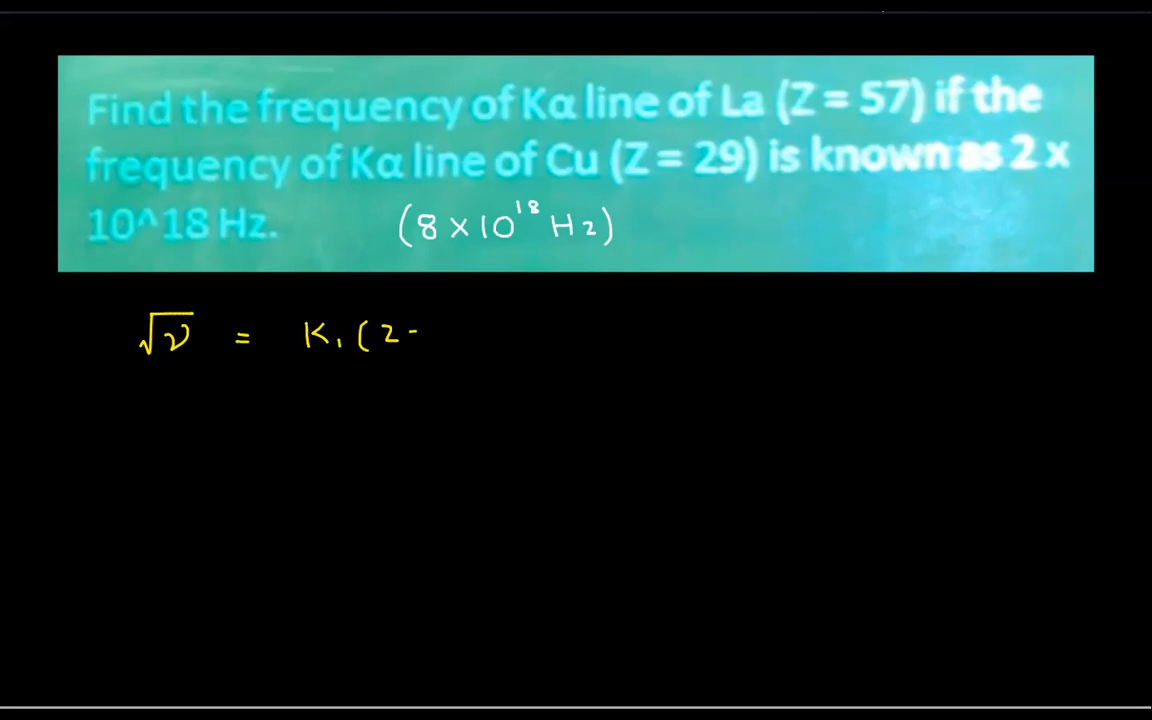 Find the frequency of Kα line of La (Z = 57) if the
frequency of Kα line of Cu (Z = 29) is known as 2 x
10^18 Hz. (8 × 10¹⁸ Hz)
√ν = K₁ (Z -